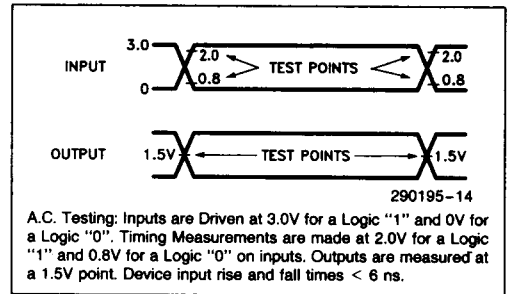 3.0
INPUT 2.0 TEST POINTS 2.0
0.8 0.8
0
OUTPUT 1.5V TEST POINTS 1.5V
290195-14
A.C. Testing: Inputs are Driven at 3.0V for a Logic "1" and 0V for
a Logic "0". Timing Measurements are made at 2.0V for a Logic
"1" and 0.8V for a Logic "0" on inputs. Outputs are measured at
a 1.5V point. Device input rise and fall times < 6 ns.